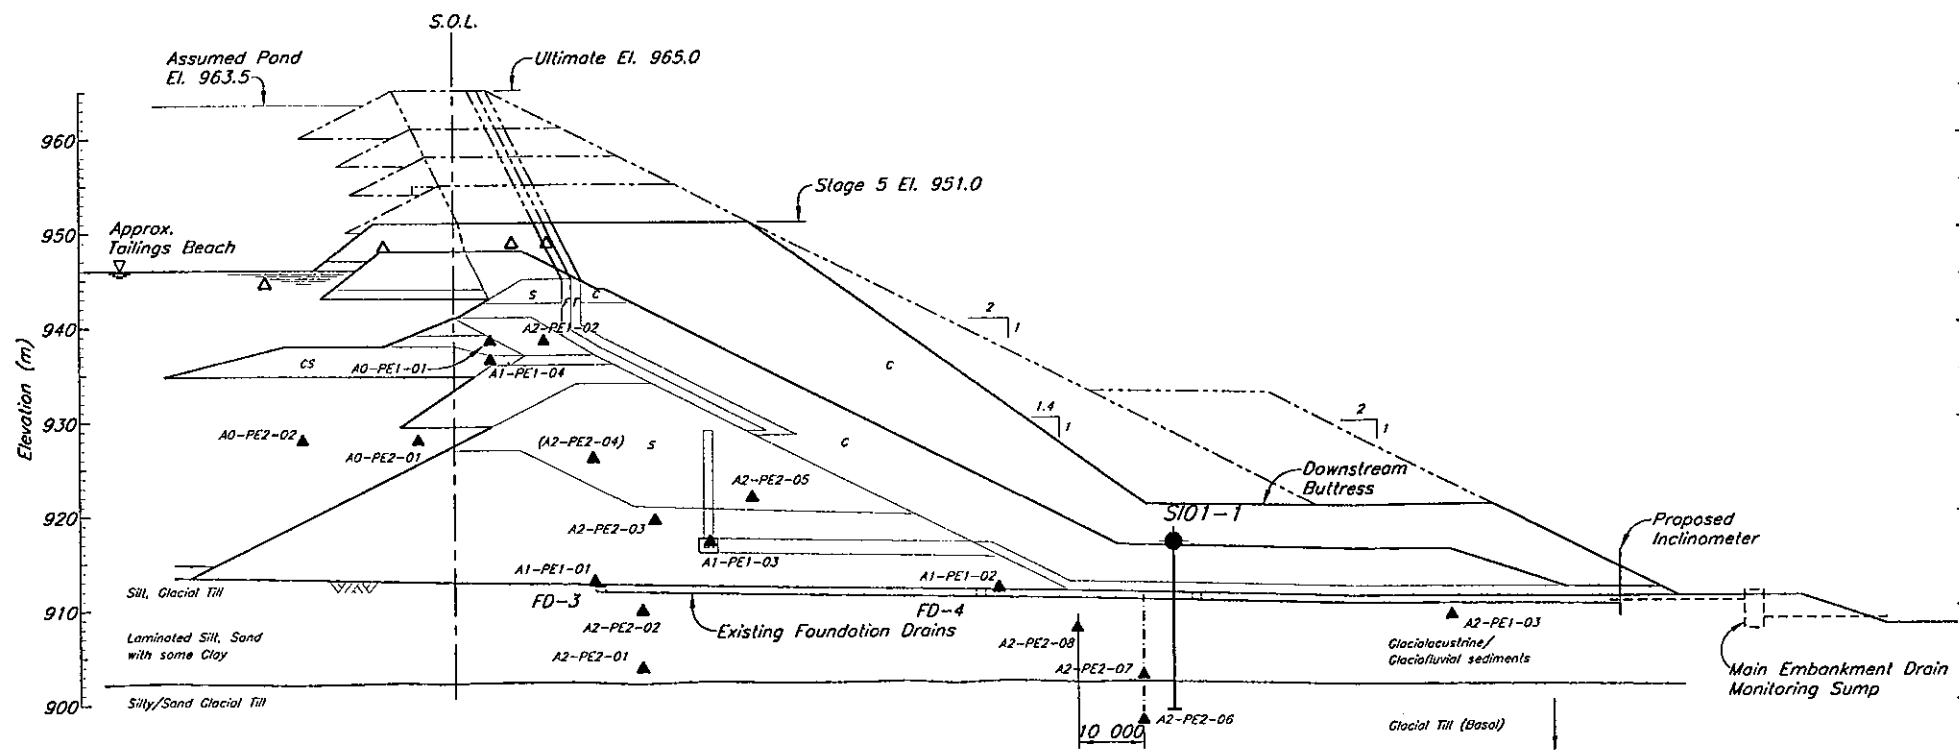 S.O.L.
Assumed Pond
El. 963.5
Ultimate El. 965.0
960
Stage 5 El. 951.0
Approx.
Tailings Beach
950
Elevation (m)
940
930
920
910
900
S
F
T
C
A2-PE1-02
CS
A0-PE1-01
A1-PE1-04
2
1
C
1.4
1
2
1
A0-PE2-02
A0-PE2-01
(A2-PE2-04)
S
C
A2-PE2-05
Downstream
Buttress
A2-PE2-03
SI01-1
Proposed
Inclinometer
A1-PE1-03
A1-PE1-01
A1-PE1-02
Silt, Glacial Till
FD-3
FD-4
A2-PE2-02
Existing Foundation Drains
A2-PE1-03
Laminated Silt, Sand
with some Clay
A2-PE2-08
Glaciolacustrine/
Glaciofluvial sediments
A2-PE2-01
A2-PE2-07
Main Embankment Drain
Monitoring Sump
Silty/Sand Glacial Till
A2-PE2-06
10 000
Glacial Till (Basal)